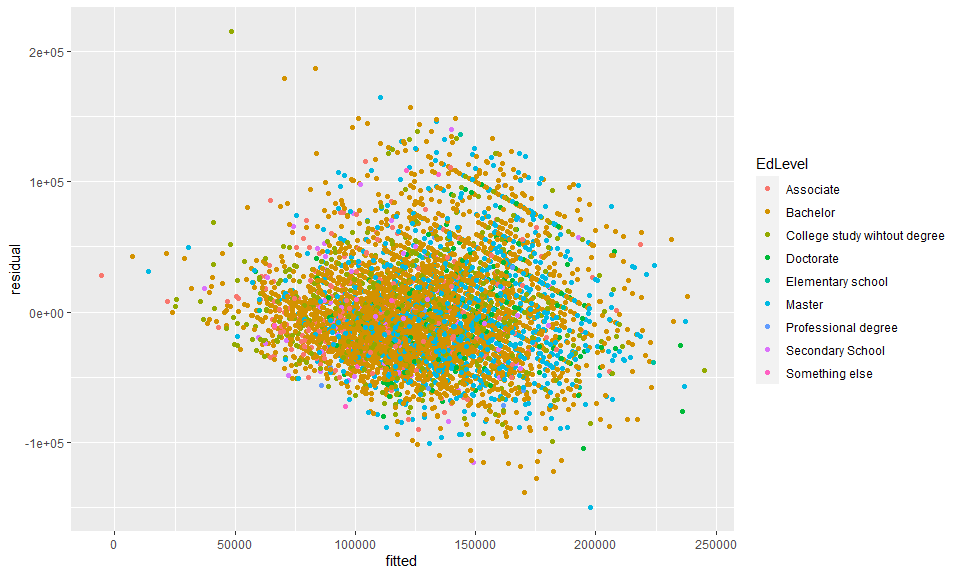 2e+05
1e+05
0e+00
-1e+05
residual
0
50000
100000
150000
200000
250000
fitted
EdLevel
Associate
Bachelor
College study wihtout degree
Doctorate
Elementary school
Master
Professional degree
Secondary School
Something else